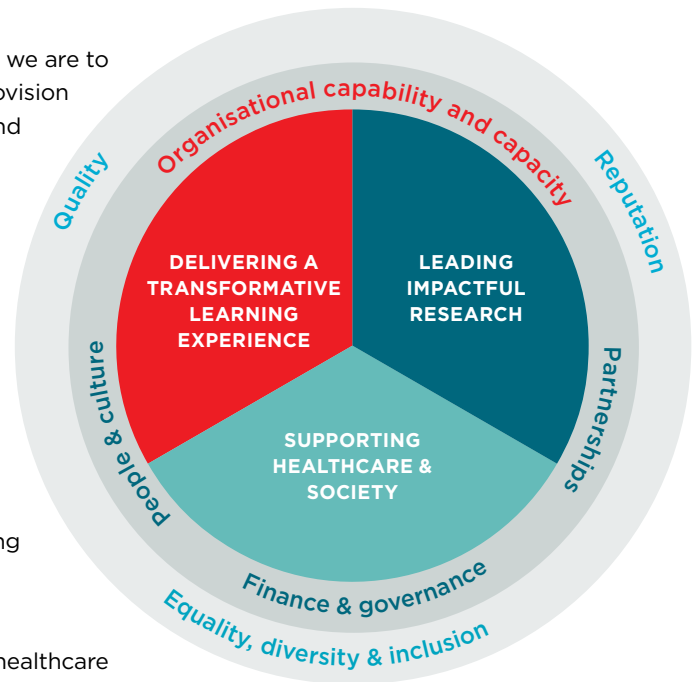 we are to
ovision
nd
ng
healthcare
Quality
Organisational capability and capacity
Reputation
DELIVERING A
TRANSFORMATIVE
LEARNING
EXPERIENCE
LEADING
IMPACTFUL
RESEARCH
People & culture
Partnerships
SUPPORTING
HEALTHCARE &
SOCIETY
Finance & governance
Equality, diversity & inclusion